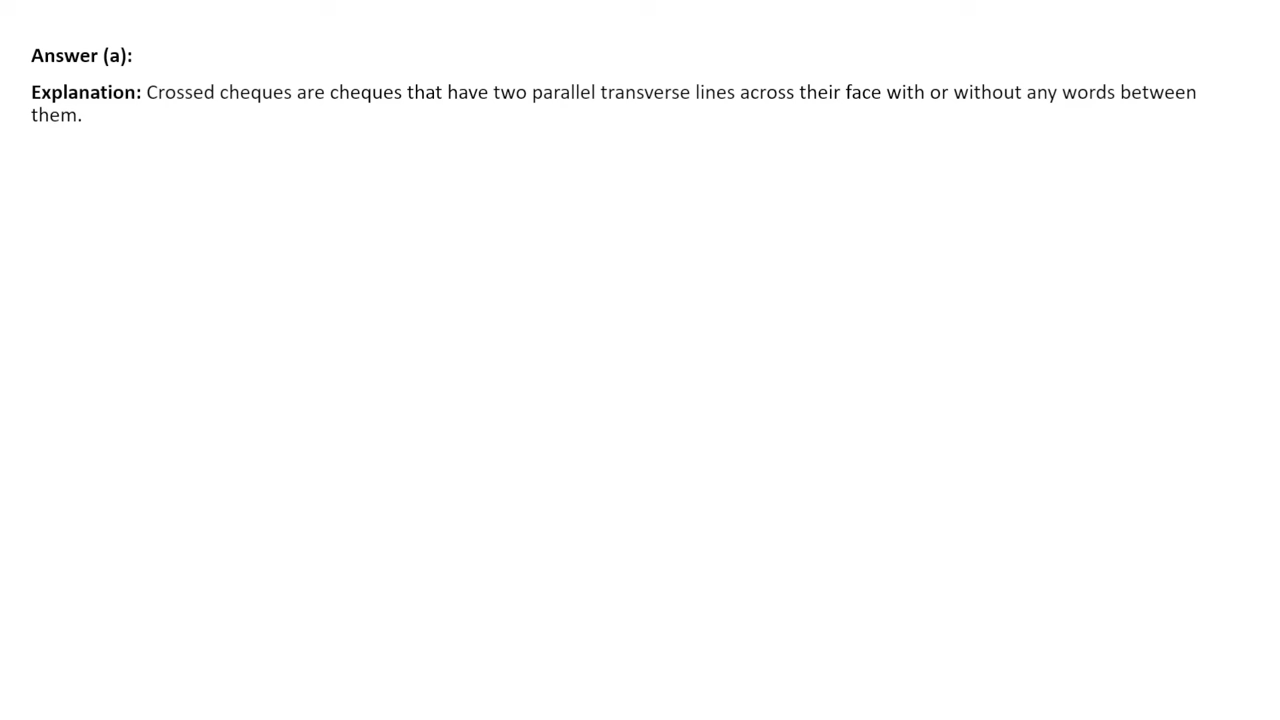 Answer (a):
Explanation: Crossed cheques are cheques that have two parallel transverse lines across their face with or without any words between
them.